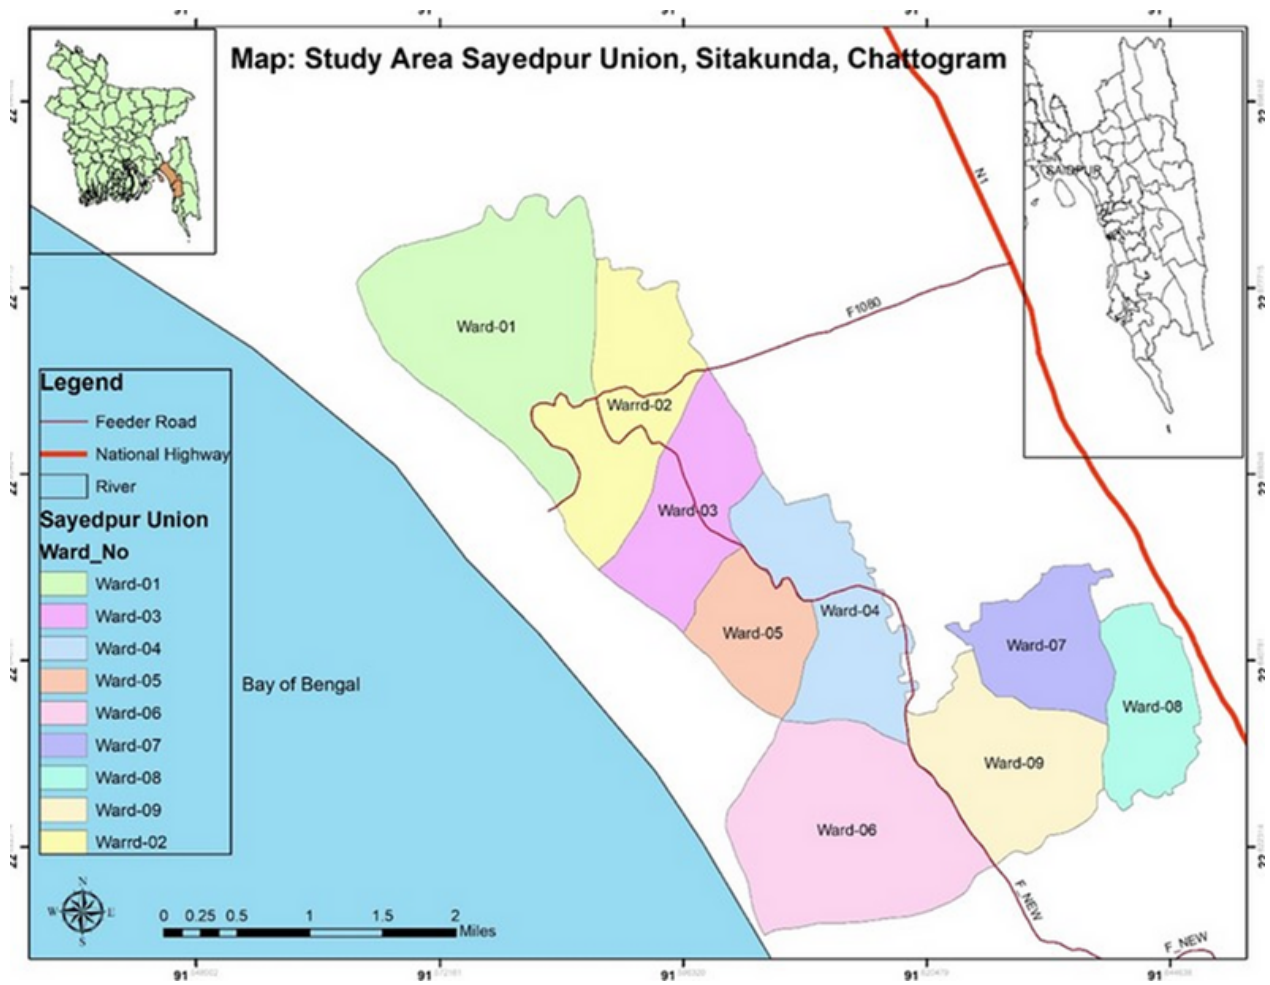 91 91 91 91 91
Map: Study Area Sayedpur Union, Sitakunda, Chattogram
N1
SAIDPUR
22 22
22 22
F1080
Ward-01
Warrd-02
Legend
Feeder Road
National Highway
River
22 22
Ward-03
Sayedpur Union
Ward_No
Ward-01
Ward-03
Ward-04
Ward-05
Ward-06
Ward-07
Ward-08
Ward-09
Warrd-02
Ward-04
Ward-05
Ward-07
22 22
Bay of Bengal
Ward-08
Ward-09
Ward-06
22 22
F_NEW
F_NEW
N
W E
S
0 0.25 0.5 1 1.5 2
Miles
91 91 91 91 91